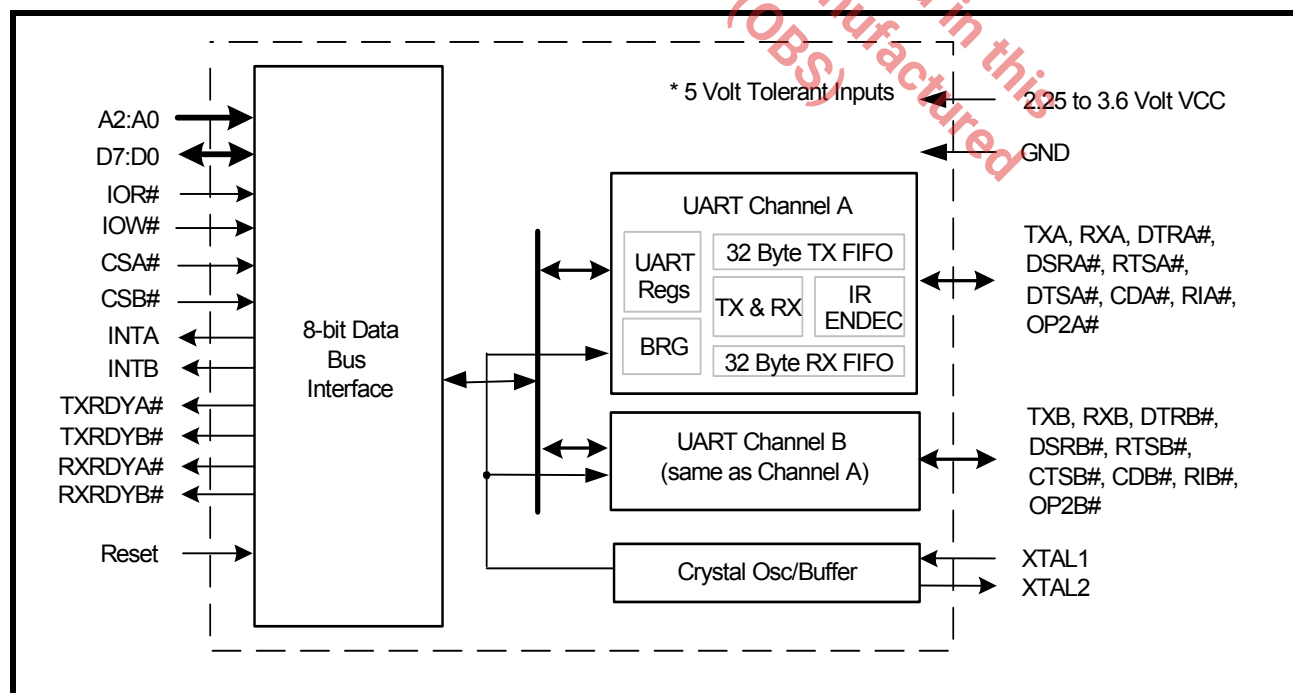 in this
nufactured
(OBS)
* 5 Volt Tolerant Inputs
2.25 to 3.6 Volt VCC
GND
A2:A0
D7:D0
IOR#
IOW#
CSA#
CSB#
INTA
INTB
TXRDYA#
TXRDYB#
RXRDYA#
RXRDYB#
Reset
8-bit Data
Bus
Interface
UART Channel A
UART
Regs
BRG
32 Byte TX FIFO
TX & RX
IR
ENDEC
32 Byte RX FIFO
TXA, RXA, DTRA#,
DSRA#, RTSA#,
DTSA#, CDA#, RIA#,
OP2A#
UART Channel B
(same as Channel A)
TXB, RXB, DTRB#,
DSRB#, RTSB#,
CTSB#, CDB#, RIB#,
OP2B#
Crystal Osc/Buffer
XTAL1
XTAL2